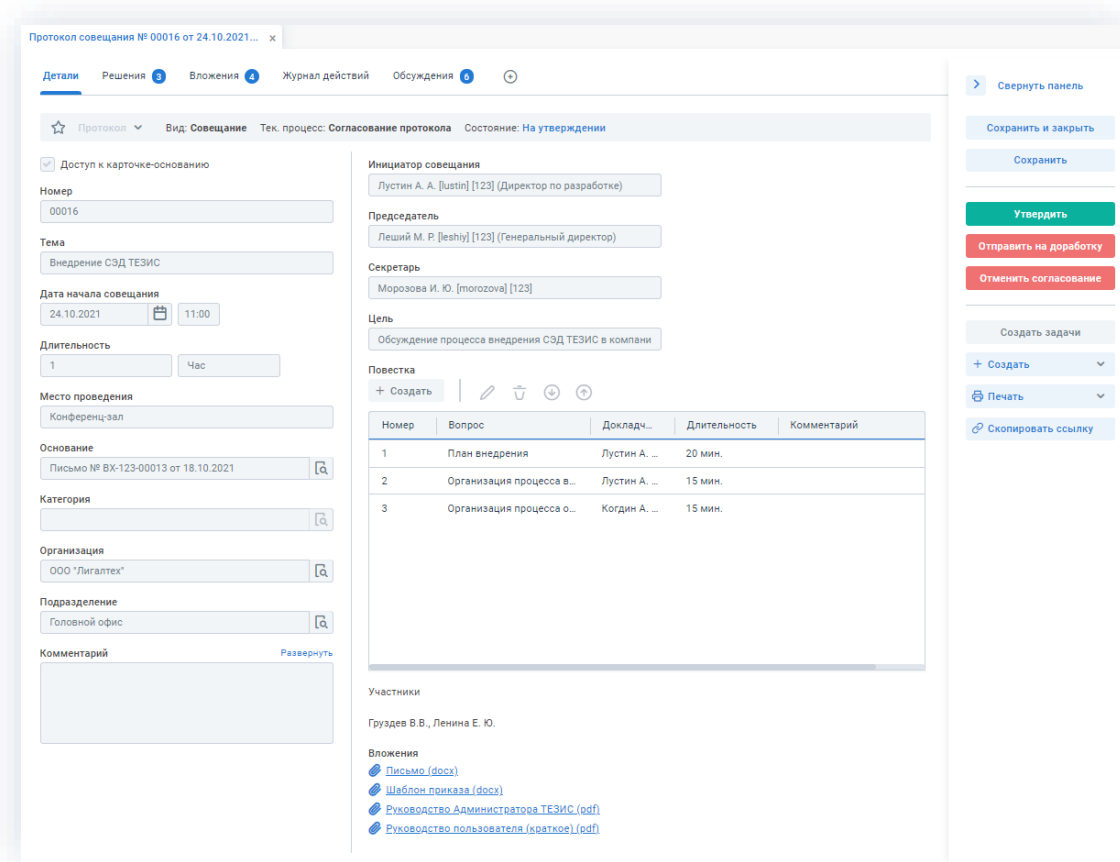 Протокол совещания № 00016 от 24.10.2021... x
Детали Решения 3 Вложения 4 Журнал действий Обсуждения 6
Протокол Вид: Совещание Тек. процесс: Согласование протокола Состояние: На утверждении
Доступ к карточке-основанию
Номер
00016
Тема
Внедрение СЭД ТЕЗИС
Дата начала совещания
24.10.2021 11:00
Длительность
1 Час
Место проведения
Конференц-зал
Основание
Письмо № ВХ-123-00013 от 18.10.2021
Категория
Организация
ООО "Лигалтех"
Подразделение
Головной офис
Комментарий Развернуть
Инициатор совещания
Лустин А. А. [lustin] [123] (Директор по разработке)
Председатель
Леший М. Р. [leshiy] [123] (Генеральный директор)
Секретарь
Морозова И. Ю. [morozova] [123]
Цель
Обсуждение процесса внедрения СЭД ТЕЗИС в компани
Повестка
+ Создать
Номер Вопрос Докладч... Длительность Комментарий
1 План внедрения Лустин А. ... 20 мин.
2 Организация процесса в... Лустин А. ... 15 мин.
3 Организация процесса о... Когдин А. ... 15 мин.
Участники
Груздев В.В., Ленина Е. Ю.
Вложения
Письмо (docx)
Шаблон приказа (docx)
Руководство Администратора ТЕЗИС (pdf)
Руководство пользователя (краткое) (pdf)
Свернуть панель
Сохранить и закрыть
Сохранить
Утвердить
Отправить на доработку
Отменить согласование
Создать задачи
+ Создать
Печать
Скопировать ссылку